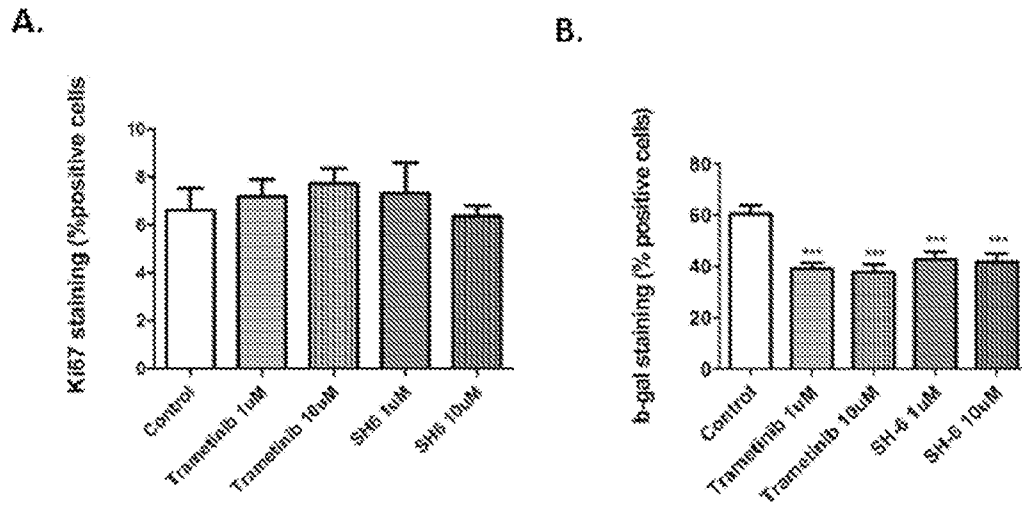 A.
Ki67 staining (%positive cells
10
8
6
4
2
0
Control
Trametinib 1uM
Trametinib 10uM
SH6 1uM
SH6 10uM
B.
b-gal staining (% positive cells)
80
60
40
20
0
***
***
***
***
Control
Trametinib 1uM
Trametinib 10uM
SH-6 1uM
SH-6 10uM